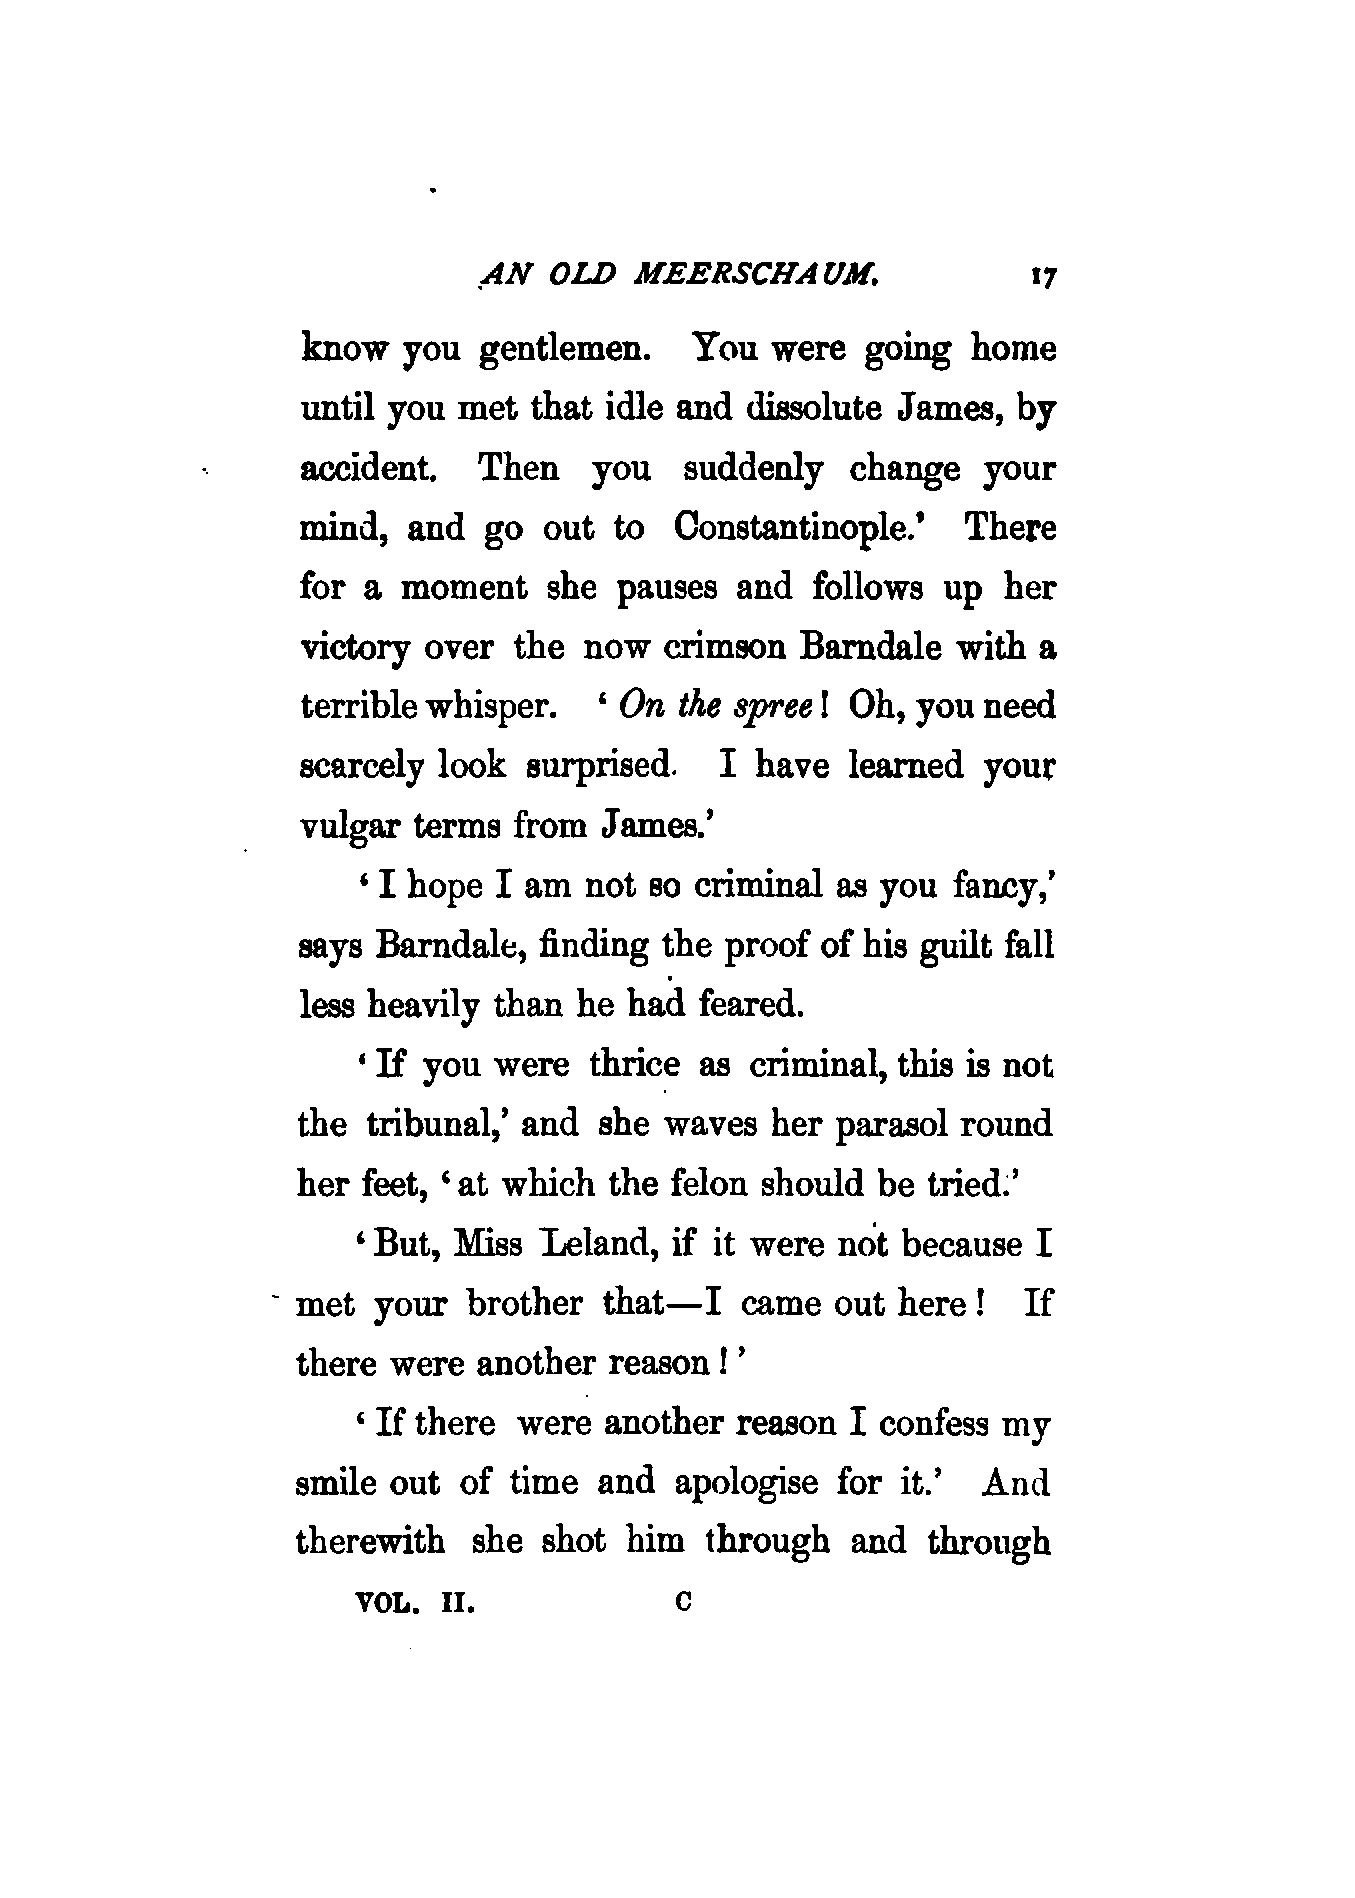 AN OLD MEERSCHAUM. 17
know you gentlemen. You were going home
until you met that idle and dissolute James, by
accident. Then you suddenly change your
mind, and go out to Constantinople.’ There
for a moment she pauses and follows up her
victory over the now crimson Barndale with a
terrible whisper. ‘On the spree! Oh, you need
scarcely look surprised. I have learned your
vulgar terms from James.’
‘I hope I am not so criminal as you fancy,’
says Barndale, finding the proof of his guilt fall
less heavily than he had feared.
‘If you were thrice as criminal, this is not
the tribunal,’ and she waves her parasol round
her feet, ‘at which the felon should be tried.’
‘But, Miss Leland, if it were not because I
met your brother that—I came out here! If
there were another reason!’
‘If there were another reason I confess my
smile out of time and apologise for it.’ And
therewith she shot him through and through
VOL. II. C